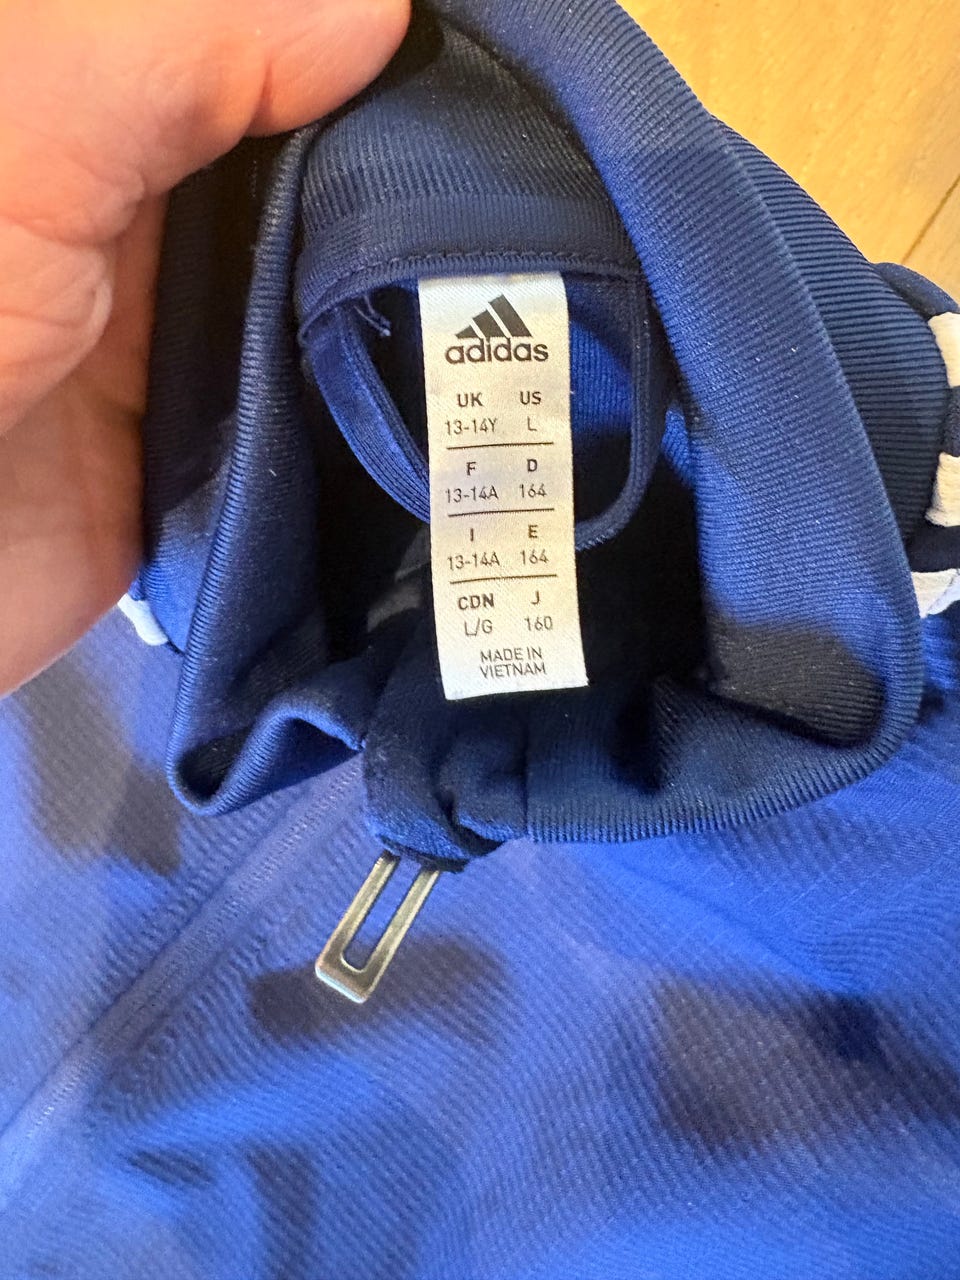 adidas
UK US
13-14Y L
F D
13-14A 164
I E
13-14A 164
CDN J
L/G 160
MADE IN
VIETNAM